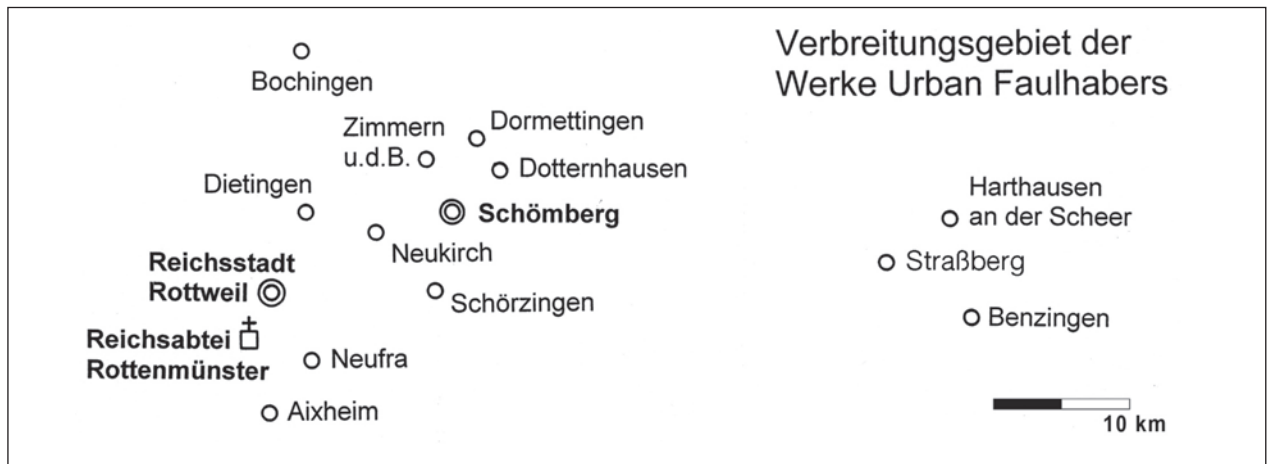 Verbreitungsgebiet der
Werke Urban Faulhabers
Bochingen
Zimmern
u.d.B.
Dormettingen
Dotternhausen
Dietingen
Schömberg
Neukirch
Reichsstadt
Rottweil
Schörzingen
Reichsabtei
Rottenmünster
Neufra
Aixheim
Harthausen
an der Scheer
Straßberg
Benzingen
10 km